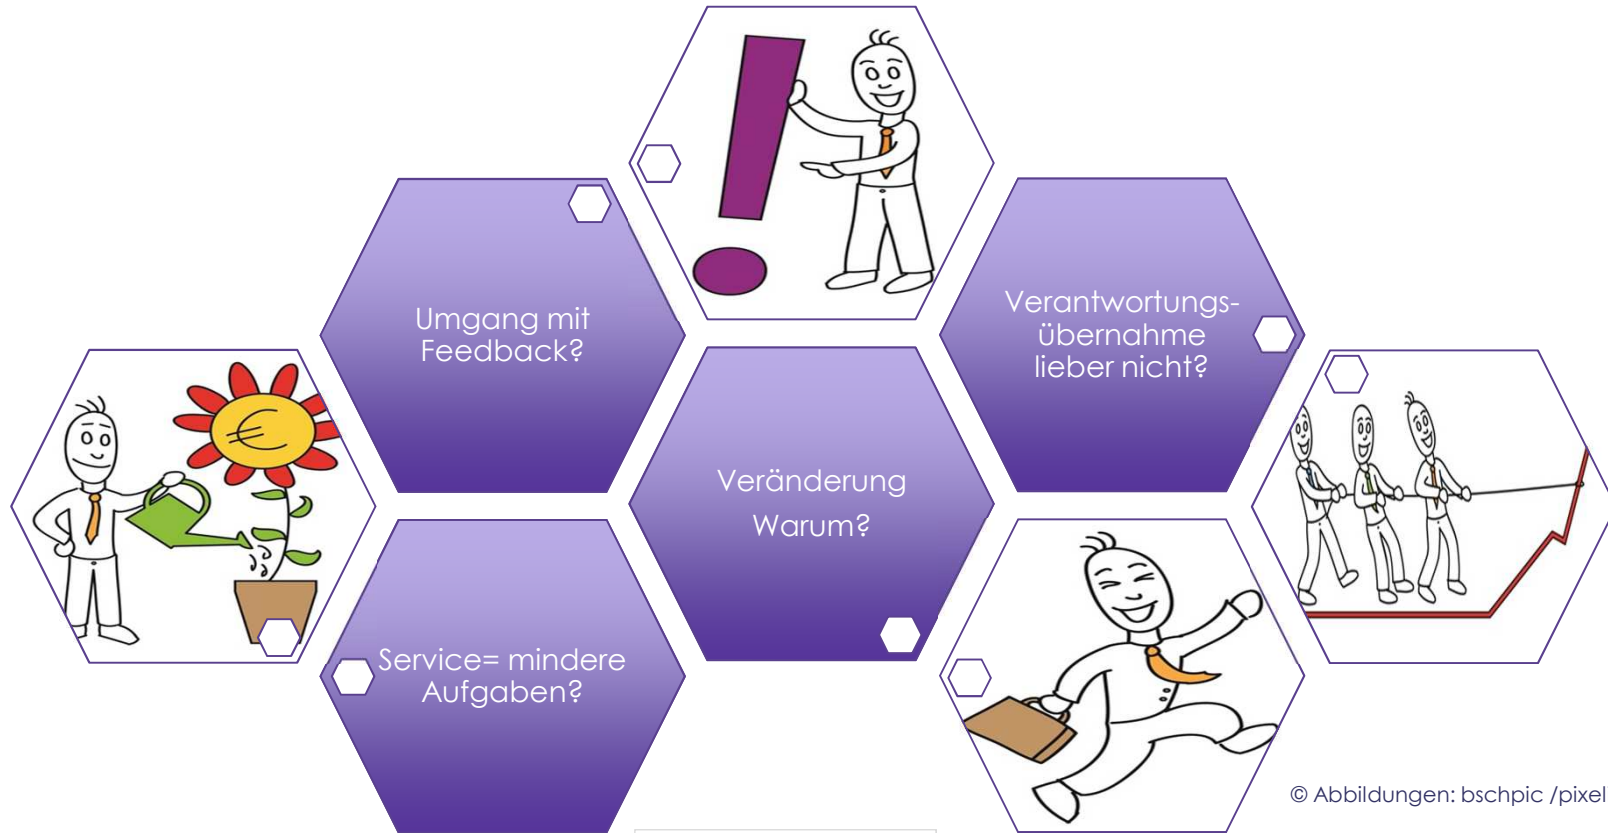 Umgang mit
Feedback?
Verantwortungs-
übernahme
lieber nicht?
Veränderung
Warum?
Service= mindere
Aufgaben?
© Abbildungen: bschpic /pixel